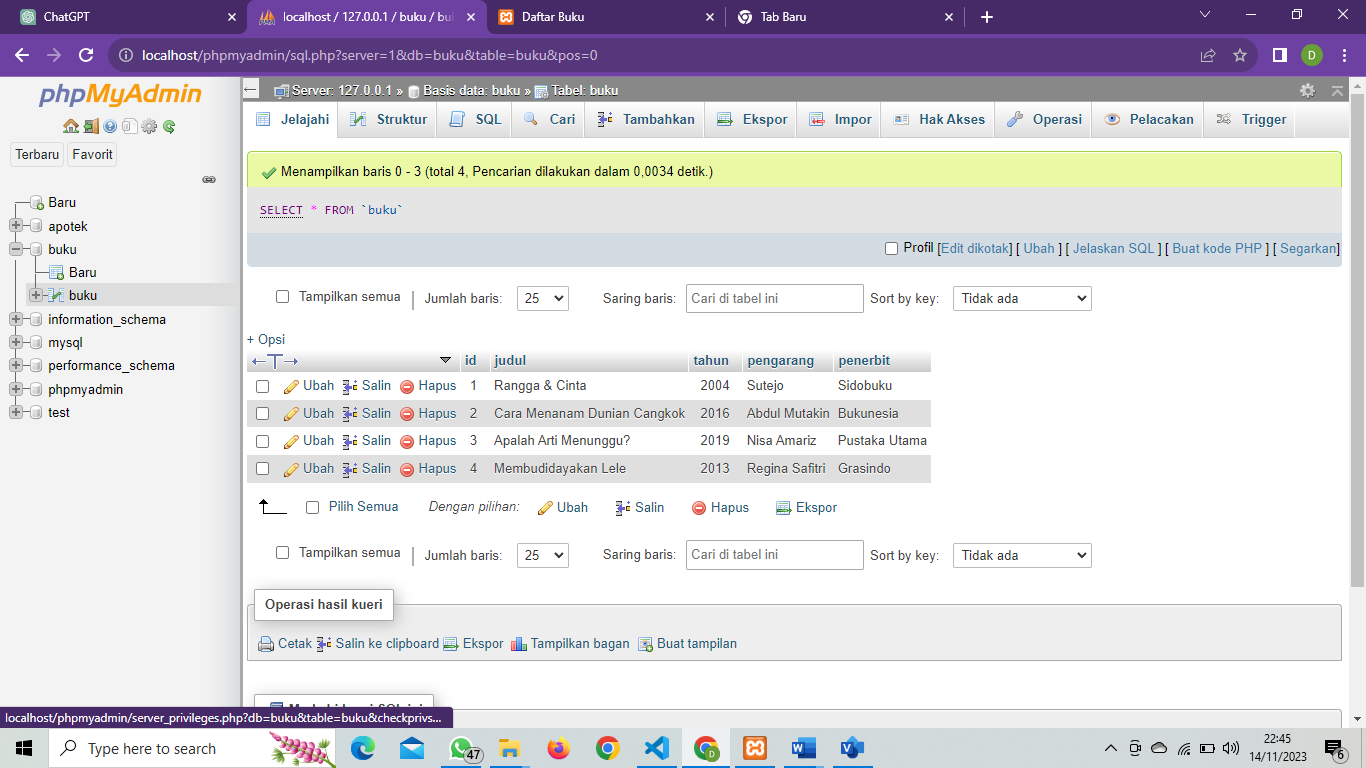 ChatGPT
localhost / 127.0.0.1 / buku / bu
Daftar Buku
Tab Baru
localhost/phpmyadmin/sql.php?server=1&db=buku&table=buku&pos=0
D
phpMyAdmin
Terbaru Favorit
Baru
apotek
buku
Baru
buku
information_schema
mysql
performance_schema
phpmyadmin
test
Server: 127.0.0.1 » Basis data: buku » Tabel: buku
Jelajahi Struktur SQL Cari Tambahkan Ekspor Impor Hak Akses Operasi Pelacakan Trigger
Menampilkan baris 0 - 3 (total 4, Pencarian dilakukan dalam 0,0034 detik.)
SELECT * FROM `buku`
Profil [Edit dikotak] [ Ubah ] [ Jelaskan SQL ] [ Buat kode PHP ] [ Segarkan]
Tampilkan semua | Jumlah baris: 25 Saring baris: Cari di tabel ini Sort by key: Tidak ada
+ Opsi
←T→ id judul tahun pengarang penerbit
Ubah Salin Hapus 1 Rangga & Cinta 2004 Sutejo Sidobuku
Ubah Salin Hapus 2 Cara Menanam Dunian Cangkok 2016 Abdul Mutakin Bukunesia
Ubah Salin Hapus 3 Apalah Arti Menunggu? 2019 Nisa Amariz Pustaka Utama
Ubah Salin Hapus 4 Membudidayakan Lele 2013 Regina Safitri Grasindo
Pilih Semua Dengan pilihan: Ubah Salin Hapus Ekspor
Tampilkan semua | Jumlah baris: 25 Saring baris: Cari di tabel ini Sort by key: Tidak ada
Operasi hasil kueri
Cetak Salin ke clipboard Ekspor Tampilkan bagan Buat tampilan
localhost/phpmyadmin/server_privileges.php?db=buku&table=buku&checkprivs...
Type here to search
47
D
22:45
14/11/2023
6